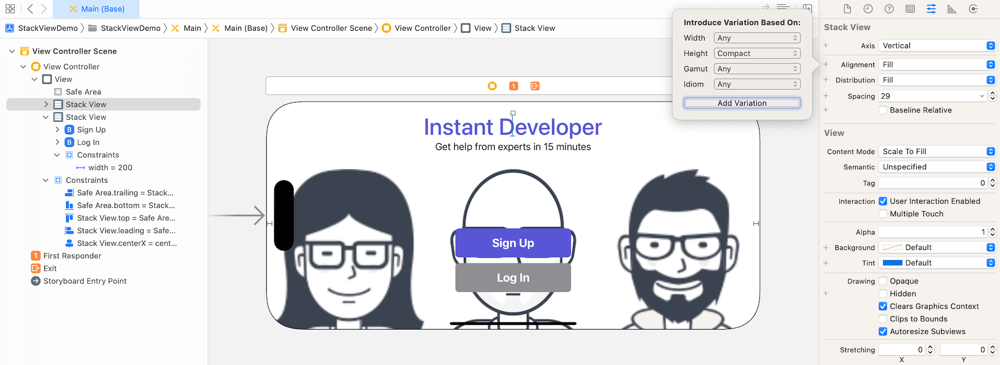 Main (Base)
StackViewDemo
StackViewDemo
Main
Main (Base)
View Controller Scene
View Controller
View
Stack View
View Controller Scene
View Controller
View
Safe Area
Stack View
Stack View
B Sign Up
B Log In
Constraints
width = 200
Constraints
Safe Area.trailing = Stack...
Safe Area.bottom = Stack...
Stack View.top = Safe Are...
Stack View.leading = Safe...
Stack View.centerX = cent...
1 First Responder
Exit
Storyboard Entry Point
1
Instant Developer
Get help from experts in 15 minutes
Sign Up
Log In
Introduce Variation Based On:
Width Any
Height Compact
Gamut Any
Idiom Any
Add Variation
Stack View
Axis Vertical
Alignment Fill
Distribution Fill
Spacing 29
Baseline Relative
View
Content Mode Scale To Fill
Semantic Unspecified
Tag 0
Interaction User Interaction Enabled
Multiple Touch
Alpha 1
Background Default
Tint Default
Drawing Opaque
Hidden
Clears Graphics Context
Clips to Bounds
Autoresize Subviews
Stretching 0 0
X Y